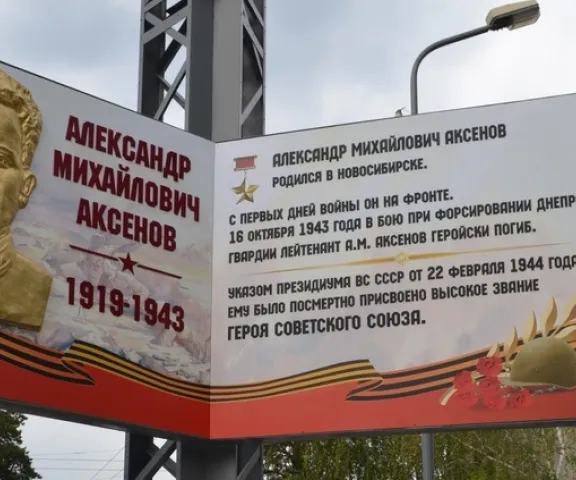 АЛЕКСАНДР
МИХАЙЛОВИЧ
АКСЕНОВ
1919-1943
АЛЕКСАНДР МИХАЙЛОВИЧ АКСЕНОВ
РОДИЛСЯ В НОВОСИБИРСКЕ.
С ПЕРВЫХ ДНЕЙ ВОЙНЫ ОН НА ФРОНТЕ.
16 ОКТЯБРЯ 1943 ГОДА В БОЮ ПРИ ФОРСИРОВАНИИ ДНЕПР
ГВАРДИИ ЛЕЙТЕНАНТ А.М. АКСЕНОВ ГЕРОЙСКИ ПОГИБ.
УКАЗОМ ПРЕЗИДИУМА ВС СССР ОТ 22 ФЕВРАЛЯ 1944 ГОДА
ЕМУ БЫЛО ПОСМЕРТНО ПРИСВОЕНО ВЫСОКОЕ ЗВАНИЕ
ГЕРОЯ СОВЕТСКОГО СОЮЗА.